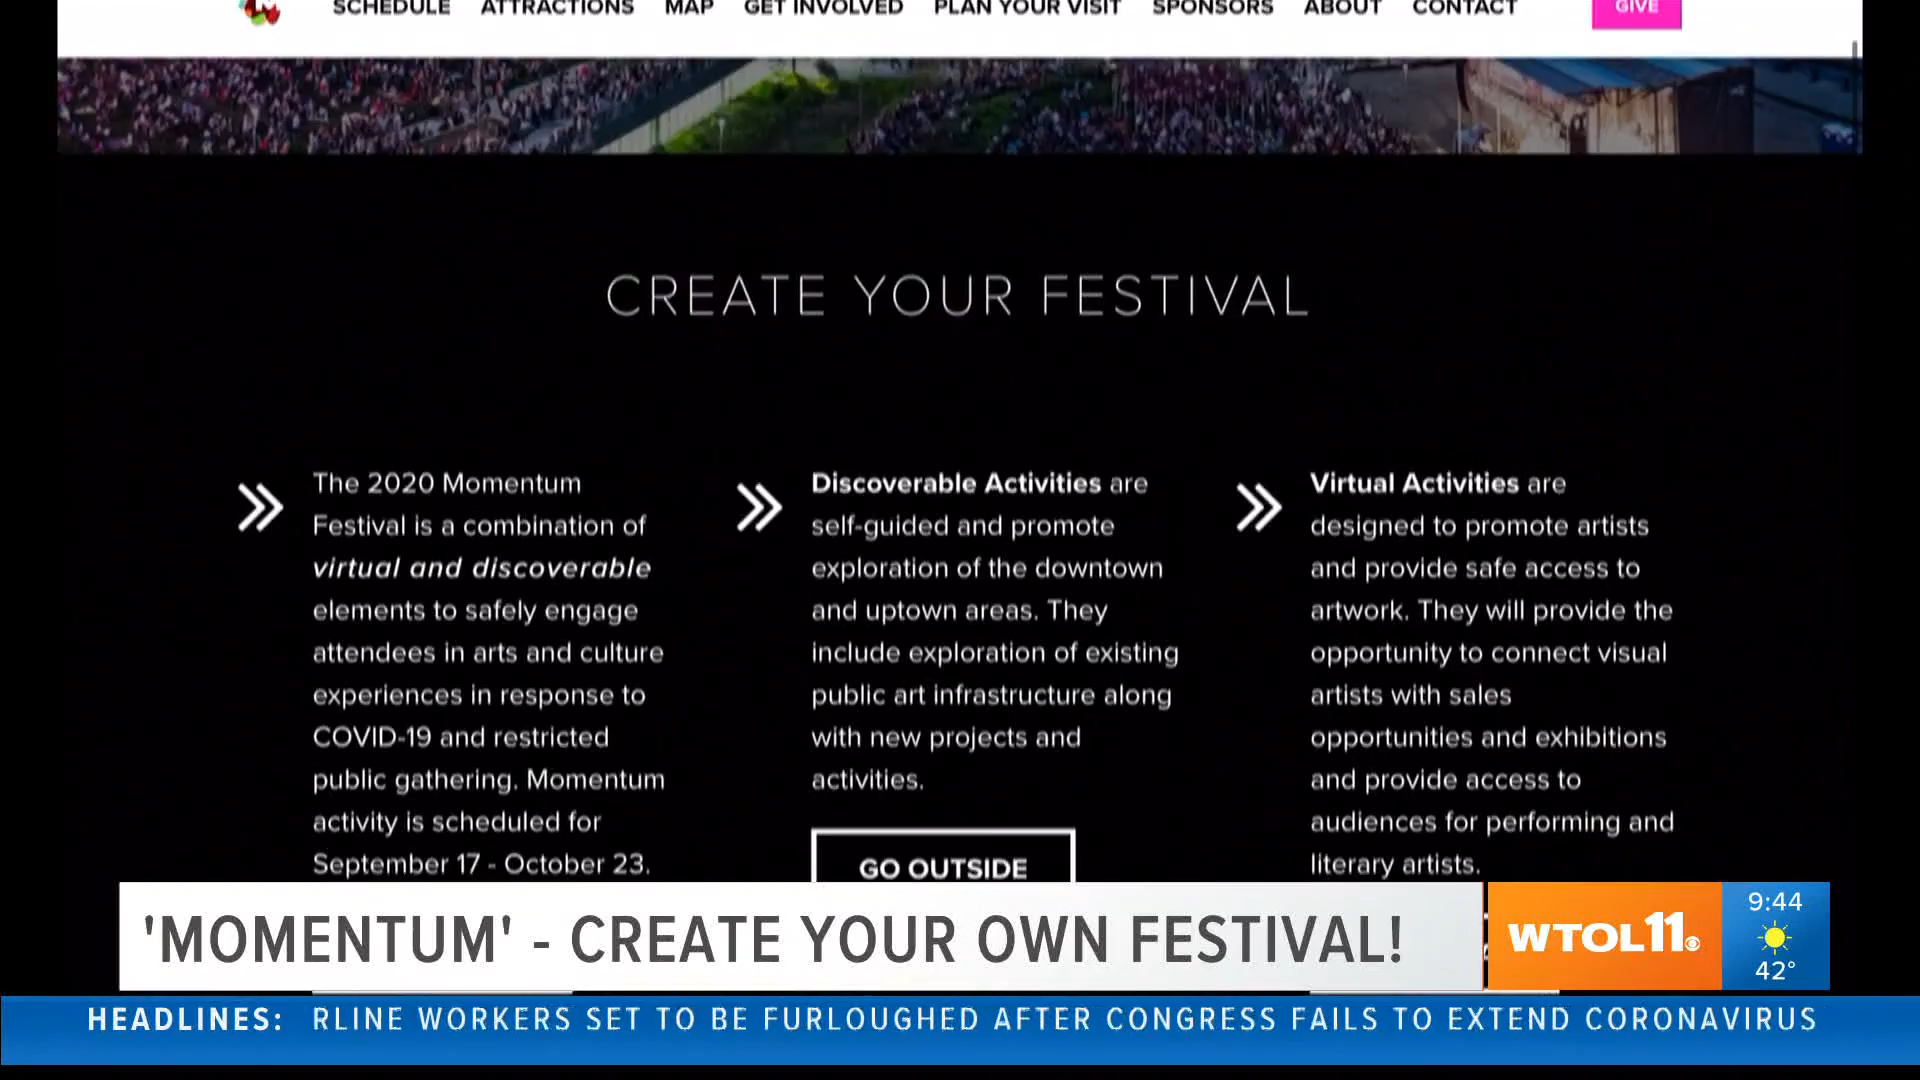 SCHEDULE ATTRACTIONS MAP GET INVOLVED PLAN YOUR VISIT SPONSORS ABOUT CONTACT GIVE
CREATE YOUR FESTIVAL
The 2020 Momentum
Festival is a combination of
virtual and discoverable
elements to safely engage
attendees in arts and culture
experiences in response to
COVID-19 and restricted
public gathering. Momentum
activity is scheduled for
September 17 - October 23.
Discoverable Activities are
self-guided and promote
exploration of the downtown
and uptown areas. They
include exploration of existing
public art infrastructure along
with new projects and
activities.
GO OUTSIDE
Virtual Activities are
designed to promote artists
and provide safe access to
artwork. They will provide the
opportunity to connect visual
artists with sales
opportunities and exhibitions
and provide access to
audiences for performing and
literary artists.
'MOMENTUM' - CREATE YOUR OWN FESTIVAL!
WTOL11
9:44
42°
HEADLINES: RLINE WORKERS SET TO BE FURLOUGHED AFTER CONGRESS FAILS TO EXTEND CORONAVIRUS